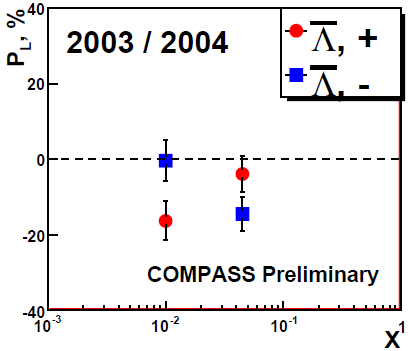 40
20
0
-20
-40
P_L, %
2003 / 2004
Λ̅, +
Λ̅, -
COMPASS Preliminary
10^-3
10^-2
10^-1
1
X